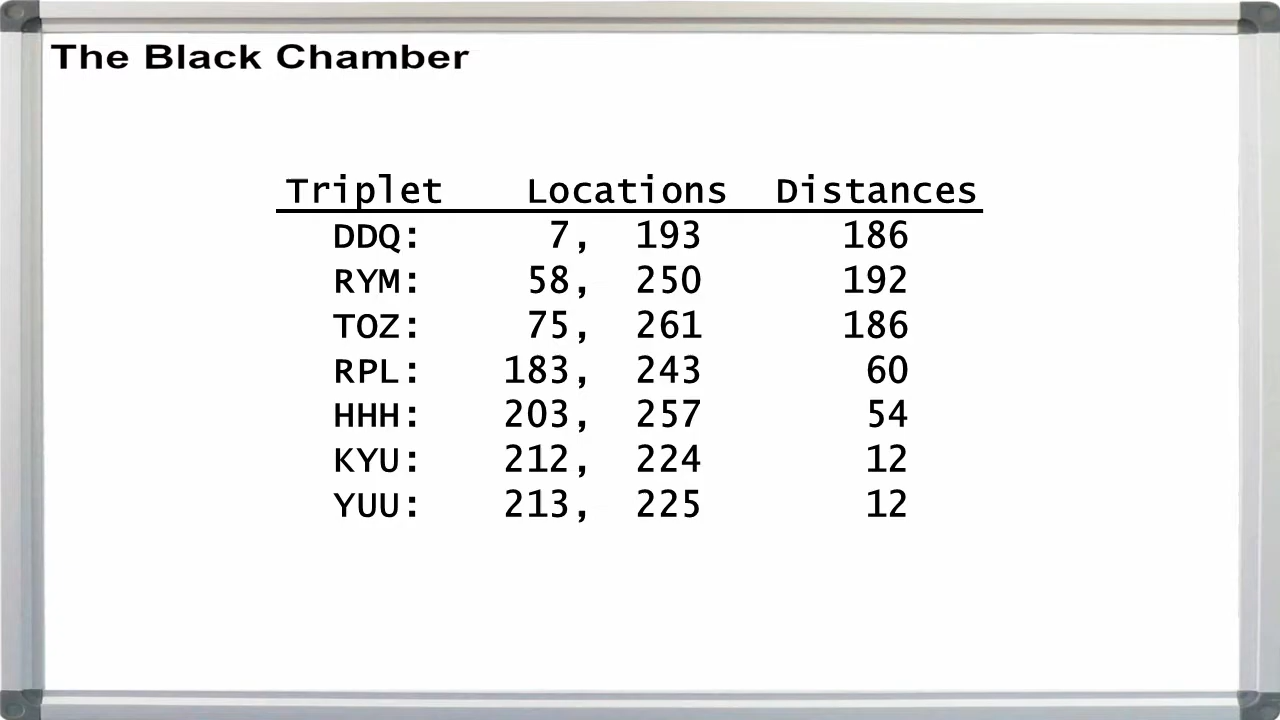 The Black Chamber
Triplet Locations Distances
DDQ: 7, 193 186
RYM: 58, 250 192
TOZ: 75, 261 186
RPL: 183, 243 60
HHH: 203, 257 54
KYU: 212, 224 12
YUU: 213, 225 12